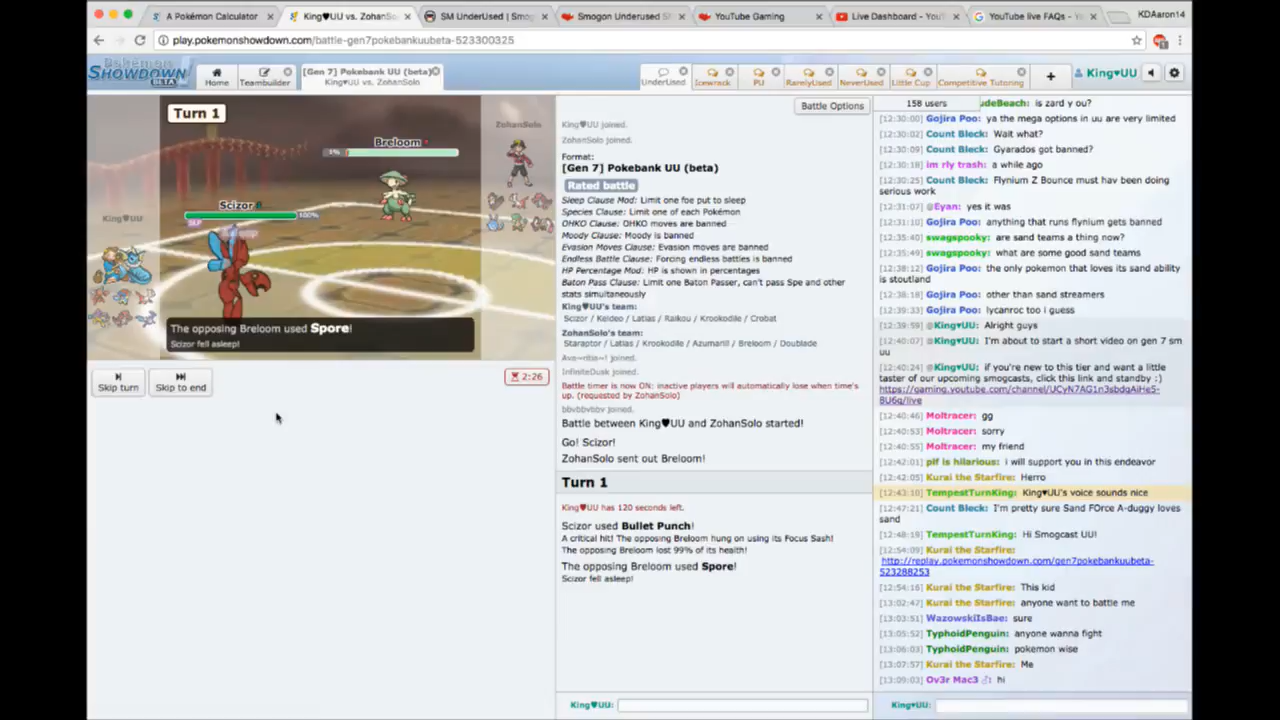 A Pokémon Calculator
King♥UU vs. ZohanSo
SM UnderUsed | Smog
Smogon Underused S
YouTube Gaming
Live Dashboard - You
YouTube live FAQs - Y
KDAaron14
play.pokemonshowdown.com/battle-gen7pokebankuubeta-523300325
Pokémon
SHOWDOWN
BETA
Home
Teambuilder
[Gen 7] Pokebank UU (beta)
King♥UU vs. ZohanSolo
UnderUsed
Icewrack
PU
RarelyUsed
NeverUsed
Little Cup
Competitive Tutoring
+
King♥UU
Turn 1
Breloom
1%
Scizor
100%
SLP
King♥UU
ZohanSolo
The opposing Breloom used Spore!
Scizor fell asleep!
Skip turn
Skip to end
2:26
Battle Options
King♥UU joined.
ZohanSolo joined.
Format:
[Gen 7] Pokebank UU (beta)
Rated battle
Sleep Clause Mod: Limit one foe put to sleep
Species Clause: Limit one of each Pokémon
OHKO Clause: OHKO moves are banned
Moody Clause: Moody is banned
Evasion Moves Clause: Evasion moves are banned
Endless Battle Clause: Forcing endless battles is banned
HP Percentage Mod: HP is shown in percentages
Baton Pass Clause: Limit one Baton Passer, can't pass Spe and other
stats simultaneously
King♥UU's team:
Scizor / Keldeo / Latias / Raikou / Krookodile / Crobat
ZohanSolo's team:
Staraptor / Latias / Krookodile / Azumarill / Breloom / Doublade
joined.
InfiniteDusk joined.
Battle timer is now ON: inactive players will automatically lose when time's
up. (requested by ZohanSolo)
bbvbbvbbv joined.
Battle between King♥UU and ZohanSolo started!
Go! Scizor!
ZohanSolo sent out Breloom!
Turn 1
King♥UU has 120 seconds left.
Scizor used Bullet Punch!
A critical hit! The opposing Breloom hung on using its Focus Sash!
The opposing Breloom lost 99% of its health!
The opposing Breloom used Spore!
Scizor fell asleep!
King♥UU:
158 users
udeBeach: is zard y ou?
[12:30:00] Gojira Poo: ya the mega options in uu are very limited
[12:30:02] Count Bleck: Wait what?
[12:30:09] Count Bleck: Gyarados got banned?
[12:30:18] im rly trash: a while ago
[12:30:25] Count Bleck: Flynium Z Bounce must hav been doing
serious work
[12:31:07] @Eyan: yes it was
[12:31:10] Gojira Poo: anything that runs flynium gets banned
[12:35:40] swagspooky: are sand teams a thing now?
[12:35:49] swagspooky: what are some good sand teams
[12:38:12] Gojira Poo: the only pokemon that loves its sand ability
is stoutland
[12:38:18] Gojira Poo: other than sand streamers
[12:39:33] Gojira Poo: lycanroc too i guess
[12:39:59] @King♥UU: Alright guys
[12:40:07] @King♥UU: I'm about to start a short video on gen 7 sm
uu
[12:40:24] @King♥UU: if you're new to this tier and want a little
taster of our upcoming smogcasts, click this link and standby :)
https://gaming.youtube.com/channel/UCyN7AG1n3sbdqAiHe5-
BU6g/live
[12:40:46] Moltracer: gg
[12:40:53] Moltracer: sorry
[12:40:55] Moltracer: my friend
[12:42:01] pif is hilarious: i will support you in this endeavor
[12:42:05] Kurai the Starfire: Herro
[12:43:10] TempestTurnKing: King♥UU's voice sounds nice
[12:47:21] Count Bleck: I'm pretty sure Sand FOrce A-duggy loves
sand
[12:48:19] TempestTurnKing: Hi Smogcast UU!
[12:54:09] Kurai the Starfire:
http://replay.pokemonshowdown.com/gen7pokebankuubeta-
523288253
[12:54:16] Kurai the Starfire: This kid
[13:02:47] Kurai the Starfire: anyone want to battle me
[13:03:51] WazowskiIsBae: sure
[13:05:52] TyphoidPenguin: anyone wanna fight
[13:06:03] TyphoidPenguin: pokemon wise
[13:07:57] Kurai the Starfire: Me
[13:09:03] Ov3r Mac3 ♂: hi
King♥UU: